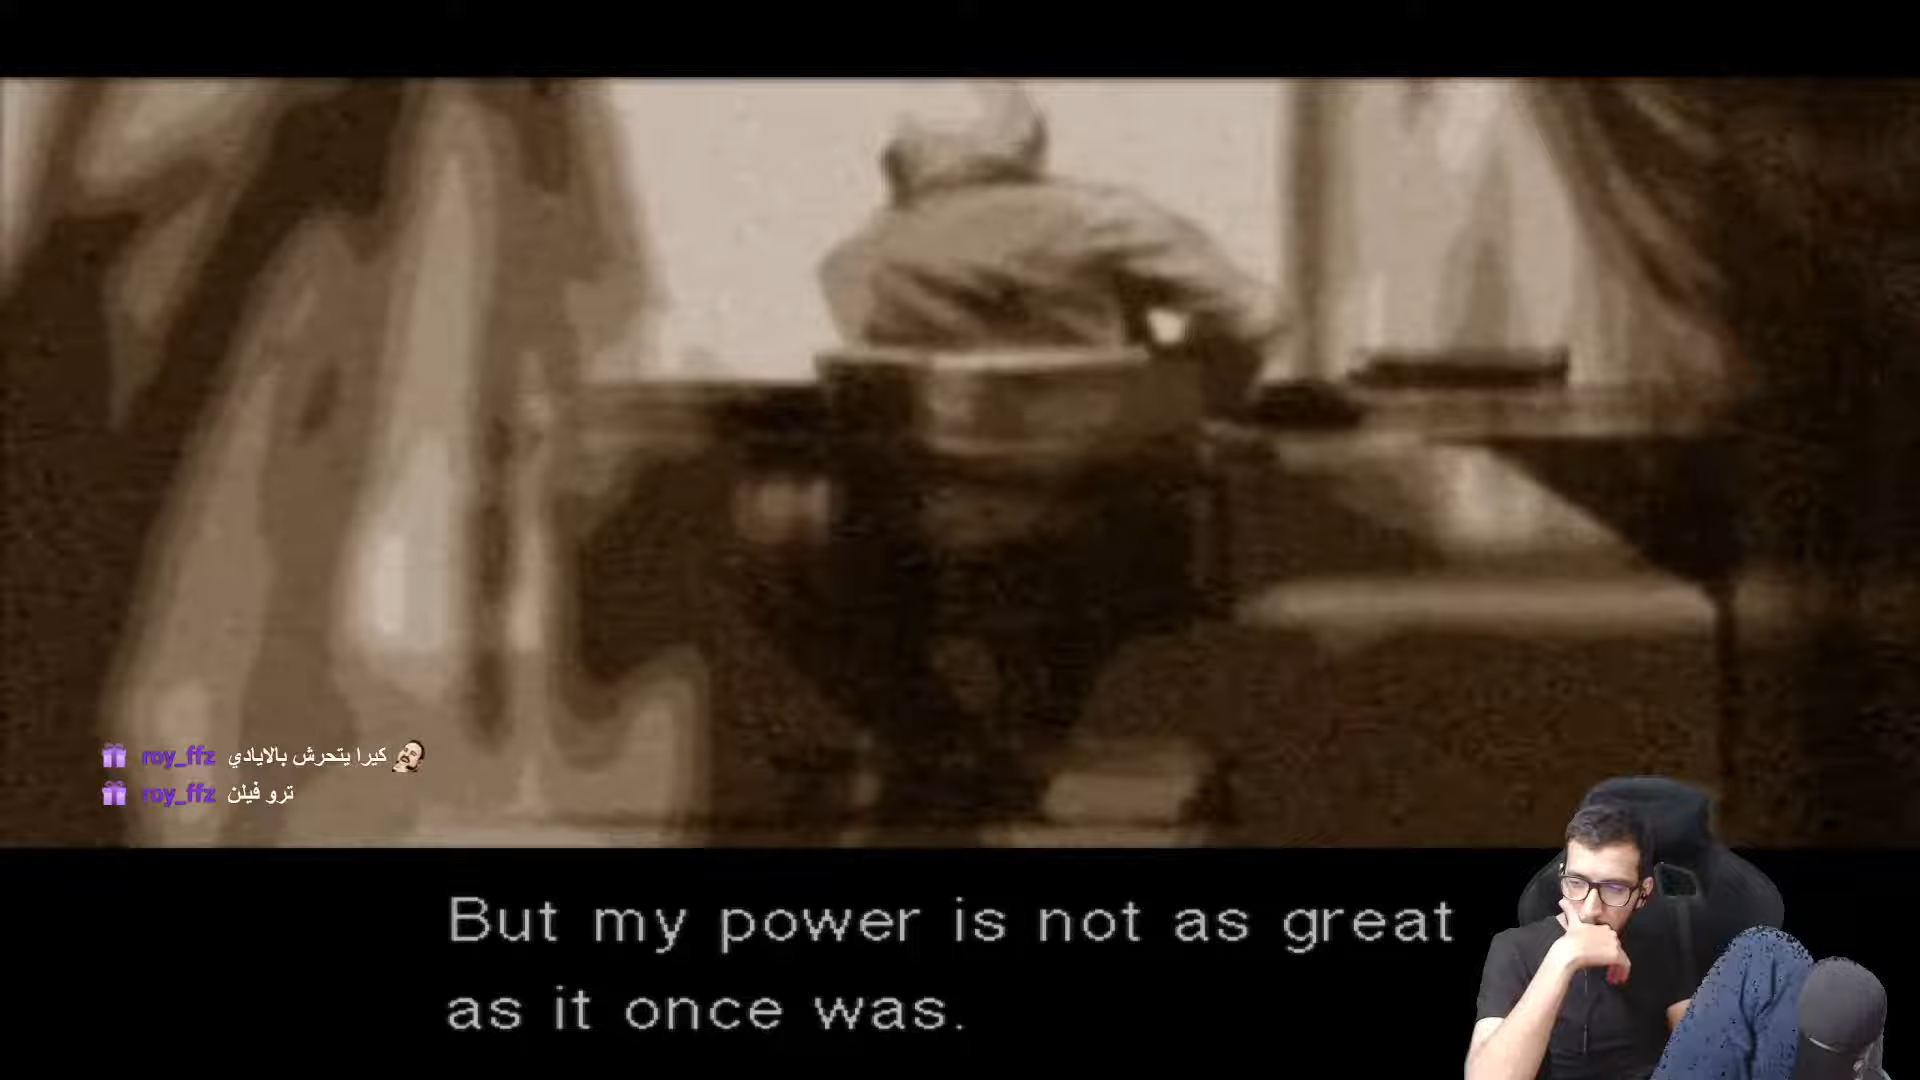 roy_ffz كيرا يتحرش بالايادي
roy_ffz ترو فيلن
But my power is not as great
as it once was.